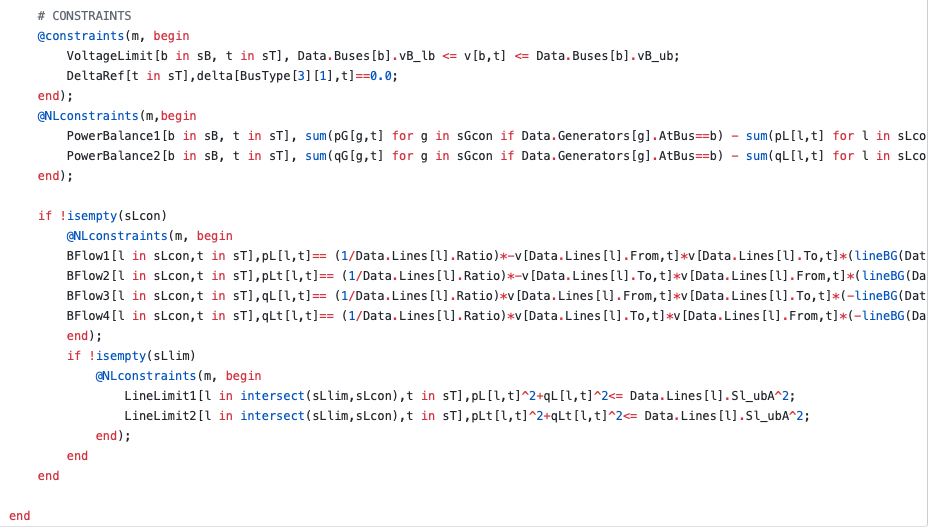 # CONSTRAINTS
@constraints(m, begin
VoltageLimit[b in sB, t in sT], Data.Buses[b].vB_lb <= v[b,t] <= Data.Buses[b].vB_ub;
DeltaRef[t in sT],delta[BusType[3][1],t]==0.0;
end);
@NLconstraints(m,begin
PowerBalance1[b in sB, t in sT], sum(pG[g,t] for g in sGcon if Data.Generators[g].AtBus==b) - sum(pL[l,t] for l in sLco
PowerBalance2[b in sB, t in sT], sum(qG[g,t] for g in sGcon if Data.Generators[g].AtBus==b) - sum(qL[l,t] for l in sLco
end);
if !isempty(sLcon)
@NLconstraints(m, begin
BFlow1[l in sLcon,t in sT],pL[l,t]== (1/Data.Lines[l].Ratio)*-v[Data.Lines[l].From,t]*v[Data.Lines[l].To,t]*(lineBG(Dat
BFlow2[l in sLcon,t in sT],pLt[l,t]== (1/Data.Lines[l].Ratio)*-v[Data.Lines[l].To,t]*v[Data.Lines[l].From,t]*(lineBG(Da
BFlow3[l in sLcon,t in sT],qL[l,t]== (1/Data.Lines[l].Ratio)*v[Data.Lines[l].From,t]*v[Data.Lines[l].To,t]*(-lineBG(Dat
BFlow4[l in sLcon,t in sT],qLt[l,t]== (1/Data.Lines[l].Ratio)*v[Data.Lines[l].To,t]*v[Data.Lines[l].From,t]*(-lineBG(Da
end);
if !isempty(sLlim)
@NLconstraints(m, begin
LineLimit1[l in intersect(sLlim,sLcon),t in sT],pL[l,t]^2+qL[l,t]^2<= Data.Lines[l].Sl_ubA^2;
LineLimit2[l in intersect(sLlim,sLcon),t in sT],pLt[l,t]^2+qLt[l,t]^2<= Data.Lines[l].Sl_ubA^2;
end);
end
end
end